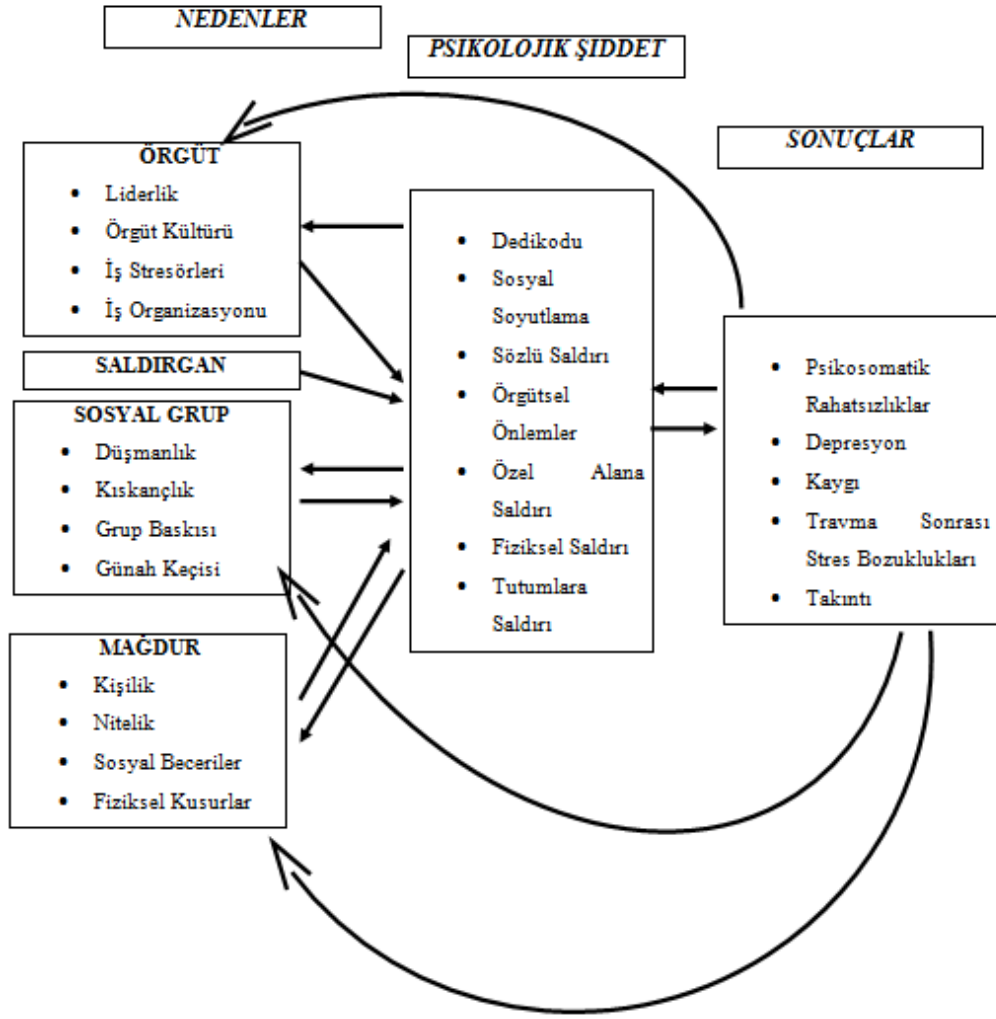 NEDENLER
PSIKOLOJIK ŞIDDET
SONUÇLAR
ÖRGÜT
• Liderlik
• Örgüt Kültürü
• İş Stresörleri
• İş Organizasyonu
SALDIRGAN
SOSYAL GRUP
• Düşmanlık
• Kıskançlık
• Grup Baskısı
• Günah Keçisi
MAĞDUR
• Kişilik
• Nitelik
• Sosyal Beceriler
• Fiziksel Kusurlar
• Dedikodu
• Sosyal
Soyutlama
• Sözlü Saldırı
• Örgütsel
Önlemler
• Özel Alana
Saldırı
• Fiziksel Saldırı
• Tutumlara
Saldırı
• Psikosomatik
Rahatsızlıklar
• Depresyon
• Kaygı
• Travma Sonrası
Stres Bozuklukları
• Takıntı